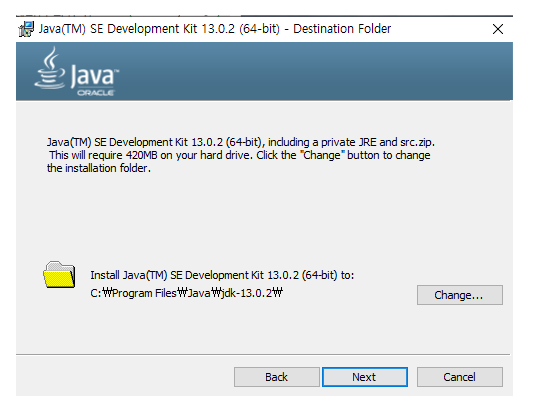 Java(TM) SE Development Kit 13.0.2 (64-bit) - Destination Folder
Java™
ORACLE
Java(TM) SE Development Kit 13.0.2 (64-bit), including a private JRE and src.zip.
This will require 420MB on your hard drive. Click the "Change" button to change
the installation folder.
Install Java(TM) SE Development Kit 13.0.2 (64-bit) to:
C:₩Program Files₩Java₩jdk-13.0.2₩
Change...
Back
Next
Cancel